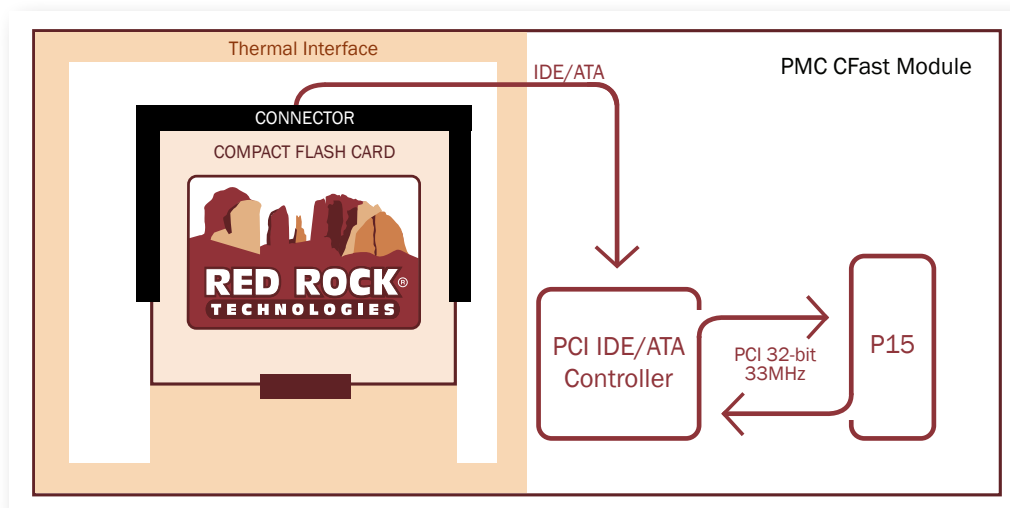 Thermal Interface
IDE/ATA
PMC CFast Module
CONNECTOR
COMPACT FLASH CARD
RED ROCK®
TECHNOLOGIES
PCI IDE/ATA
Controller
PCI 32-bit
33MHz
P15